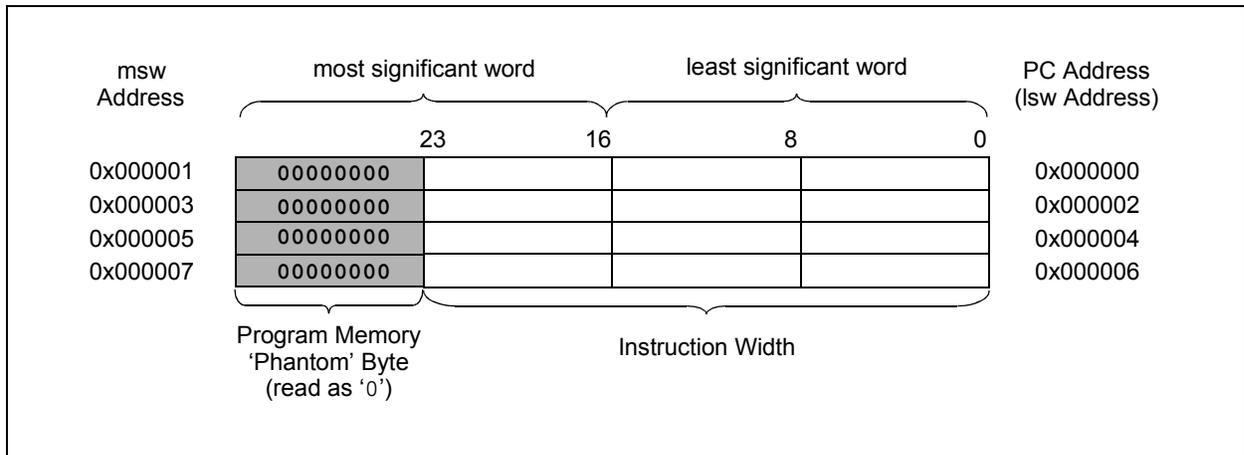 msw
Address
most significant word
least significant word
PC Address
(lsw Address)
23
16
8
0
0x000001
00000000
0x000000
0x000003
00000000
0x000002
0x000005
00000000
0x000004
0x000007
00000000
0x000006
Program Memory
‘Phantom’ Byte
(read as ‘0’)
Instruction Width